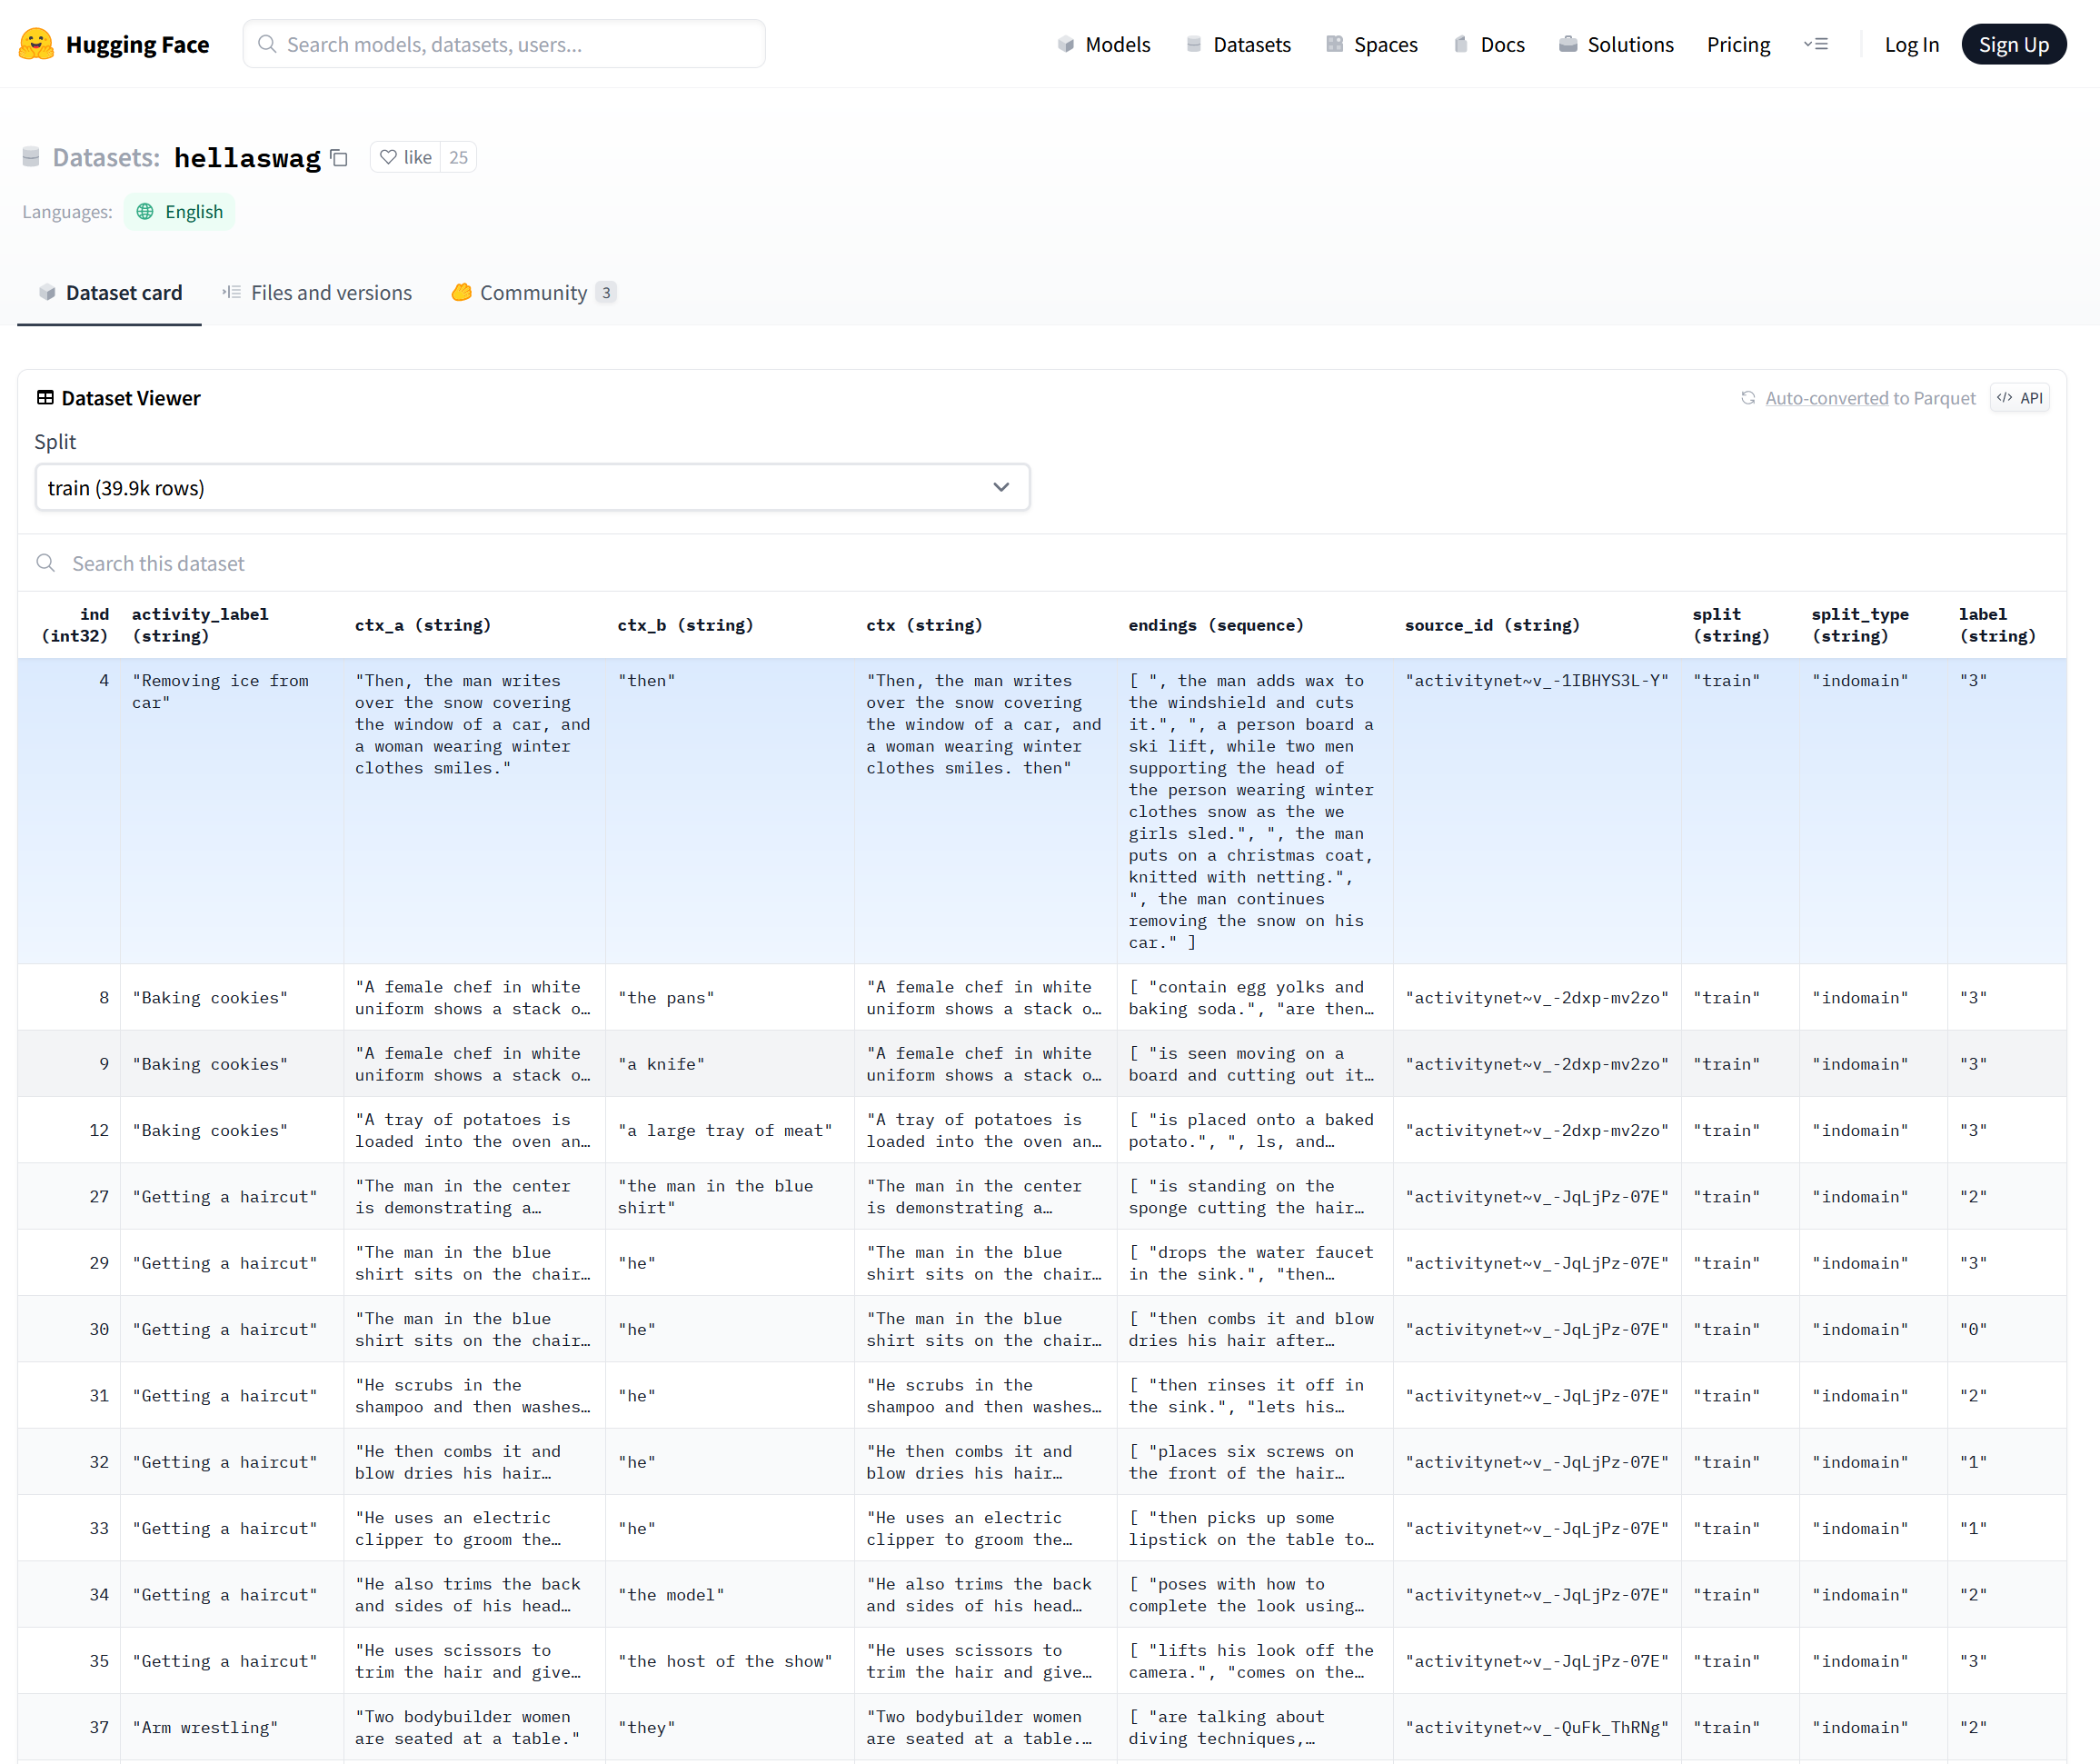 Hugging Face
Search models, datasets, users...
Models
Datasets
Spaces
Docs
Solutions
Pricing
Log In
Sign Up
Datasets: hellaswag
like 25
Languages: English
Dataset card
Files and versions
Community 3
Dataset Viewer
Auto-converted to Parquet
</> API
Split
train (39.9k rows)
Search this dataset
ind
(int32)
activity_label
(string)
ctx_a (string)
ctx_b (string)
ctx (string)
endings (sequence)
source_id (string)
split
(string)
split_type
(string)
label
(string)
4
"Removing ice from
car"
"Then, the man writes
over the snow covering
the window of a car, and
a woman wearing winter
clothes smiles."
"then"
"Then, the man writes
over the snow covering
the window of a car, and
a woman wearing winter
clothes smiles. then"
[ ", the man adds wax to
the windshield and cuts
it.", ", a person board a
ski lift, while two men
supporting the head of
the person wearing winter
clothes snow as the we
girls sled.", ", the man
puts on a christmas coat,
knitted with netting.",
", the man continues
removing the snow on his
car." ]
"activitynet~v_-1IBHYS3L-Y"
"train"
"indomain"
"3"
8
"Baking cookies"
"A female chef in white
uniform shows a stack o…
"the pans"
"A female chef in white
uniform shows a stack o…
[ "contain egg yolks and
baking soda.", "are then…
"activitynet~v_-2dxp-mv2zo"
"train"
"indomain"
"3"
9
"Baking cookies"
"A female chef in white
uniform shows a stack o…
"a knife"
"A female chef in white
uniform shows a stack o…
[ "is seen moving on a
board and cutting out it…
"activitynet~v_-2dxp-mv2zo"
"train"
"indomain"
"3"
12
"Baking cookies"
"A tray of potatoes is
loaded into the oven an…
"a large tray of meat"
"A tray of potatoes is
loaded into the oven an…
[ "is placed onto a baked
potato.", ", ls, and…
"activitynet~v_-2dxp-mv2zo"
"train"
"indomain"
"3"
27
"Getting a haircut"
"The man in the center
is demonstrating a…
"the man in the blue
shirt"
"The man in the center
is demonstrating a…
[ "is standing on the
sponge cutting the hair…
"activitynet~v_-JqLjPz-07E"
"train"
"indomain"
"2"
29
"Getting a haircut"
"The man in the blue
shirt sits on the chair…
"he"
"The man in the blue
shirt sits on the chair…
[ "drops the water faucet
in the sink.", "then…
"activitynet~v_-JqLjPz-07E"
"train"
"indomain"
"3"
30
"Getting a haircut"
"The man in the blue
shirt sits on the chair…
"he"
"The man in the blue
shirt sits on the chair…
[ "then combs it and blow
dries his hair after…
"activitynet~v_-JqLjPz-07E"
"train"
"indomain"
"0"
31
"Getting a haircut"
"He scrubs in the
shampoo and then washes…
"he"
"He scrubs in the
shampoo and then washes…
[ "then rinses it off in
the sink.", "lets his…
"activitynet~v_-JqLjPz-07E"
"train"
"indomain"
"2"
32
"Getting a haircut"
"He then combs it and
blow dries his hair…
"he"
"He then combs it and
blow dries his hair…
[ "places six screws on
the front of the hair…
"activitynet~v_-JqLjPz-07E"
"train"
"indomain"
"1"
33
"Getting a haircut"
"He uses an electric
clipper to groom the…
"he"
"He uses an electric
clipper to groom the…
[ "then picks up some
lipstick on the table to…
"activitynet~v_-JqLjPz-07E"
"train"
"indomain"
"1"
34
"Getting a haircut"
"He also trims the back
and sides of his head…
"the model"
"He also trims the back
and sides of his head…
[ "poses with how to
complete the look using…
"activitynet~v_-JqLjPz-07E"
"train"
"indomain"
"2"
35
"Getting a haircut"
"He uses scissors to
trim the hair and give…
"the host of the show"
"He uses scissors to
trim the hair and give…
[ "lifts his look off the
camera.", "comes on the…
"activitynet~v_-JqLjPz-07E"
"train"
"indomain"
"3"
37
"Arm wrestling"
"Two bodybuilder women
are seated at a table."
"they"
"Two bodybuilder women
are seated at a table.…
[ "are talking about
diving techniques,…
"activitynet~v_-QuFk_ThRNg"
"train"
"indomain"
"2"